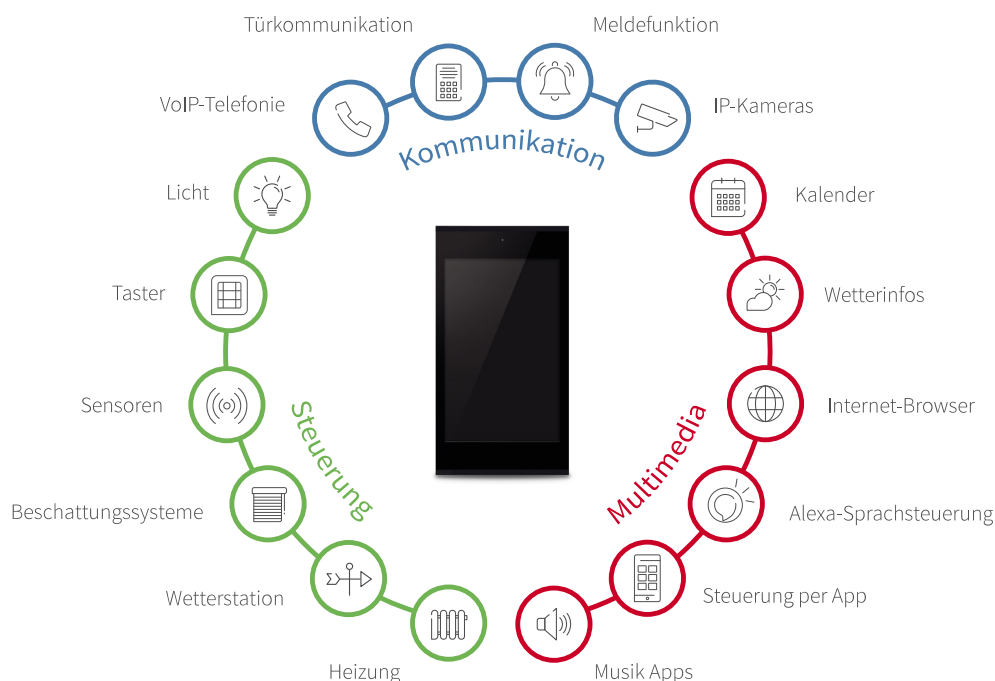 Türkommunikation
Meldefunktion
VoIP-Telefonie
IP-Kameras
Kommunikation
Licht
Kalender
Taster
Wetterinfos
Sensoren
Steuerung
Multimedia
Internet-Browser
Beschattungssysteme
Alexa-Sprachsteuerung
Wetterstation
Steuerung per App
Heizung
Musik Apps